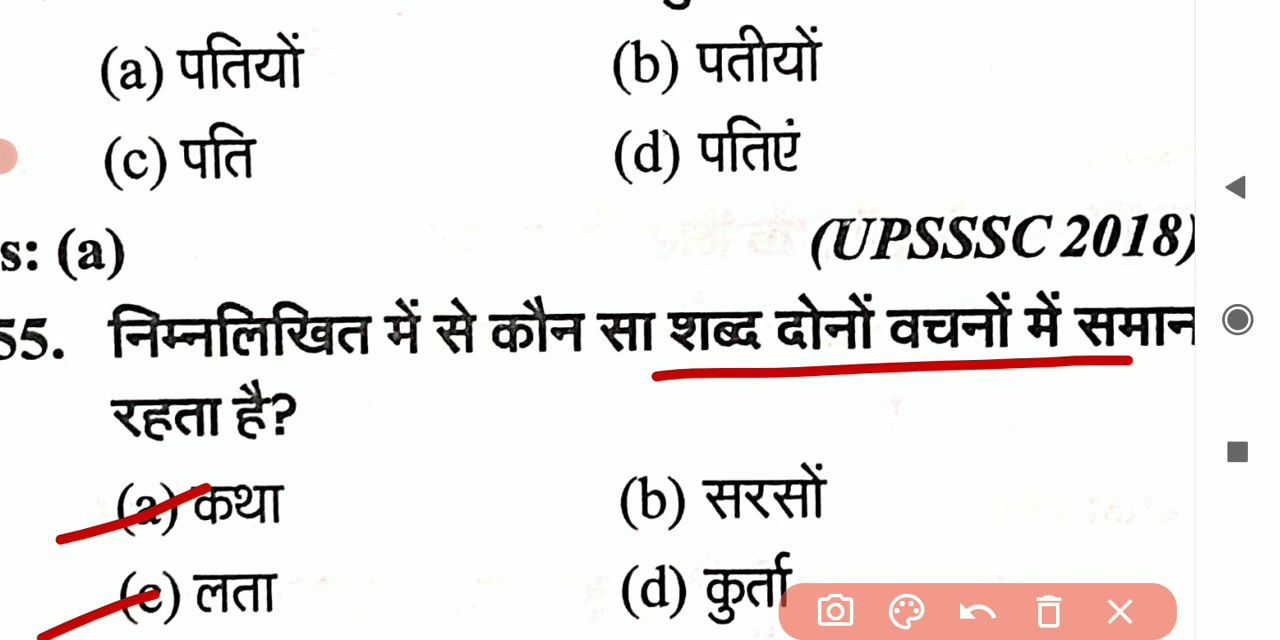 (a) पतियों (b) पतीयों
(c) पति (d) पतिएं
s: (a) (UPSSSC 2018)
55. निम्नलिखित में से कौन सा शब्द दोनों वचनों में समान
रहता है?
(a) कथा (b) सरसों
(c) लता (d) कुर्ता